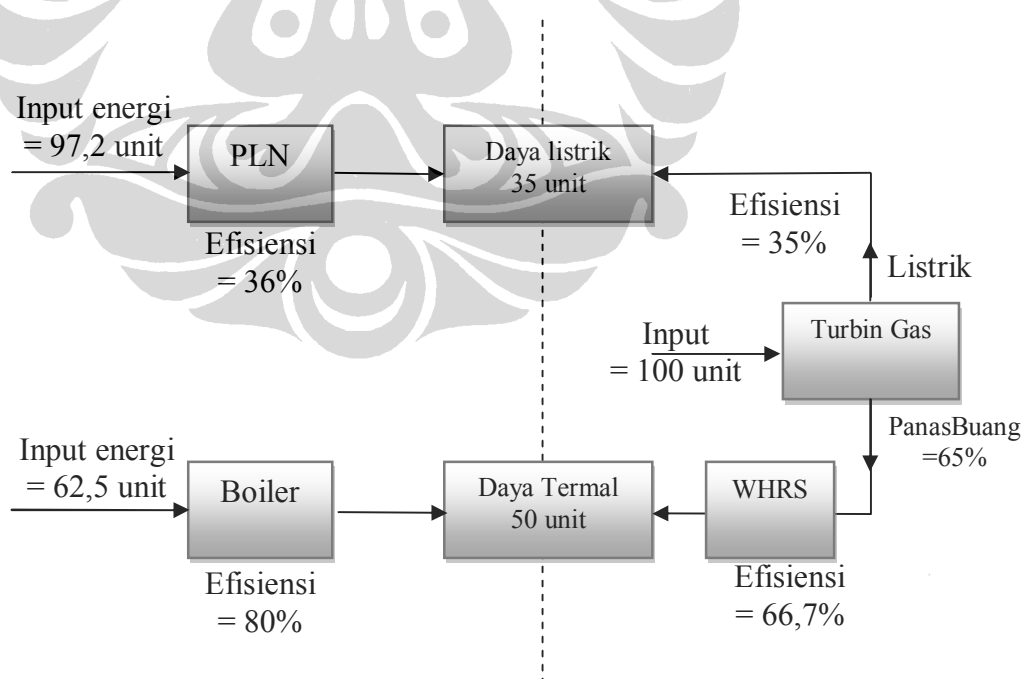 Input energi
= 97,2 unit
PLN
Efisiensi
= 36%
Daya listrik
35 unit
Efisiensi
= 35%
Listrik
Turbin Gas
Input
= 100 unit
PanasBuang
=65%
Input energi
= 62,5 unit
Boiler
Efisiensi
= 80%
Daya Termal
50 unit
WHRS
Efisiensi
= 66,7%